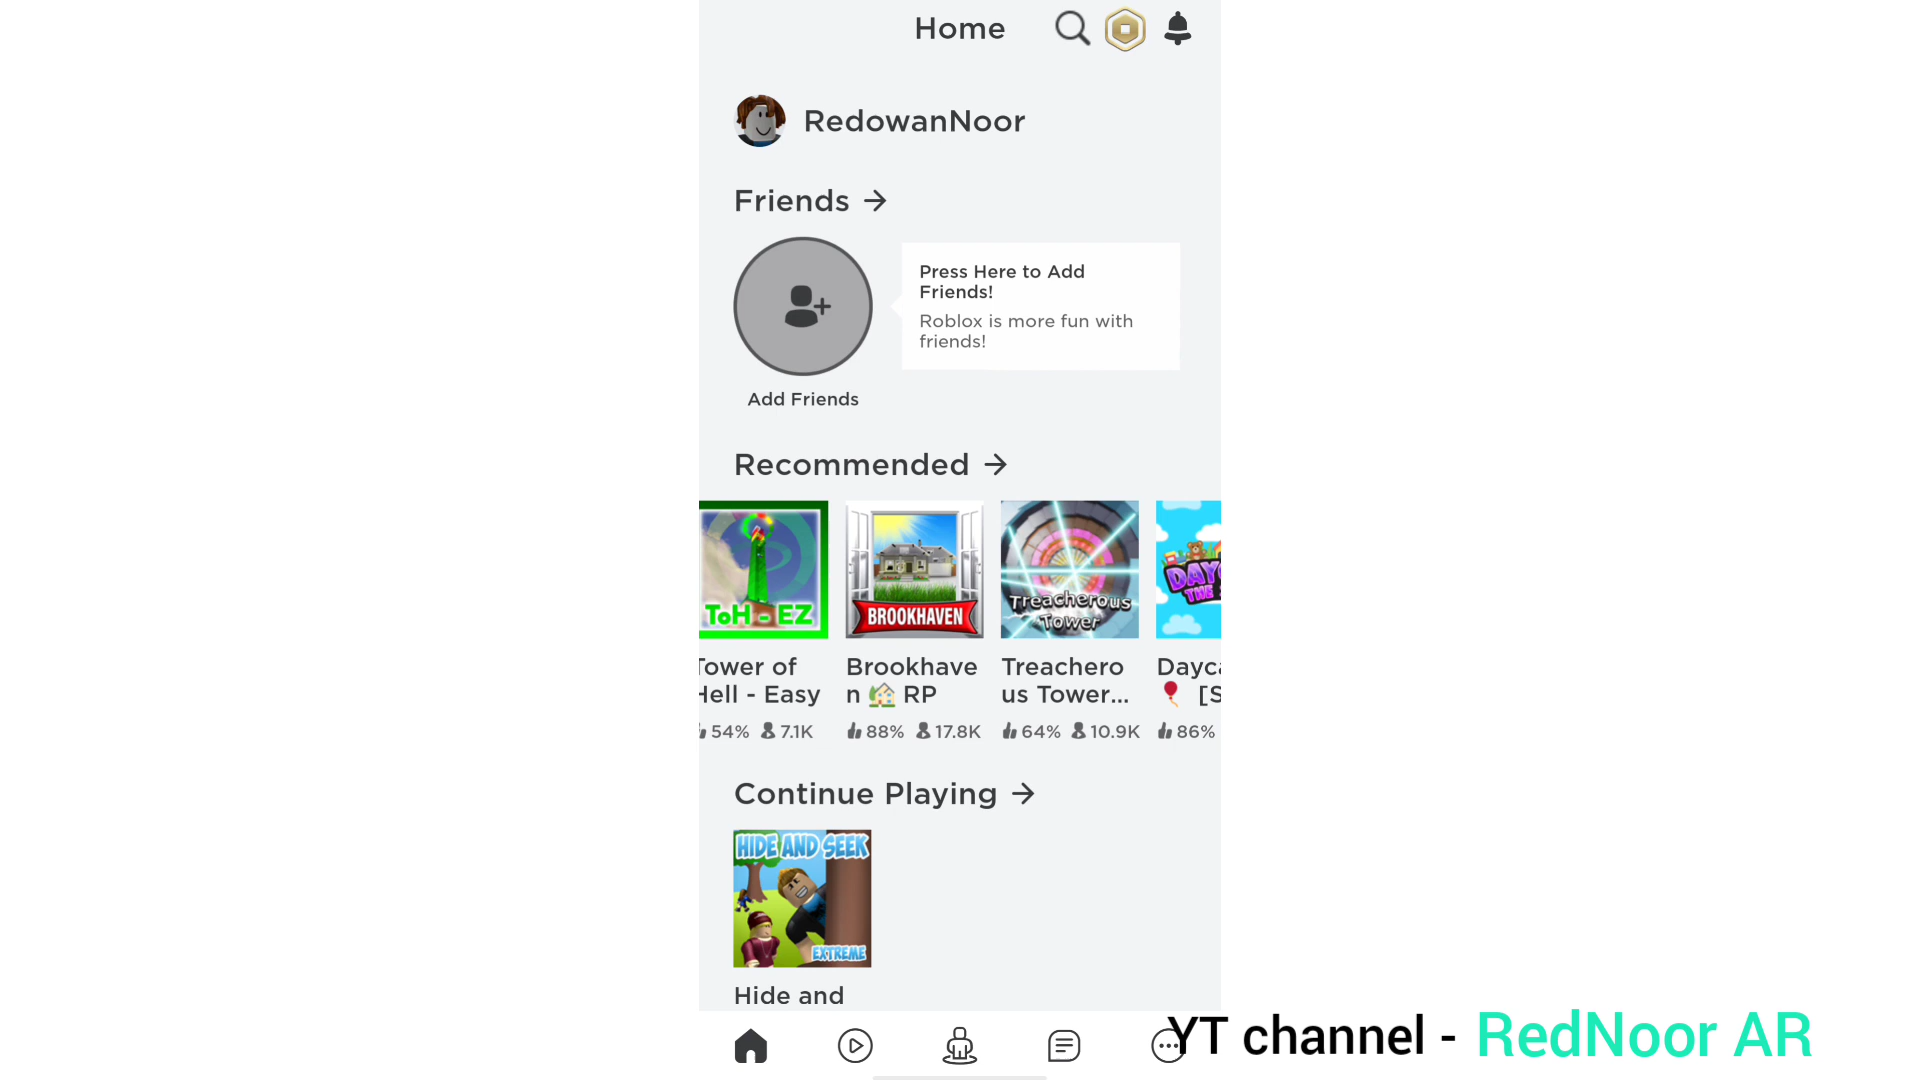 Home
RedowanNoor
Friends →
Press Here to Add
Friends!
Roblox is more fun with
friends!
Add Friends
Recommended →
ToH - EZ
BROOKHAVEN
Treacherous
Tower
Tower of
Hell - Easy
54% 7.1K
Brookhave
n 🏡 RP
88% 17.8K
Treachero
us Tower...
64% 10.9K
🎈 [S
86%
Continue Playing →
HIDE AND SEEK
EXTREME
Hide and
YT channel - RedNoor AR